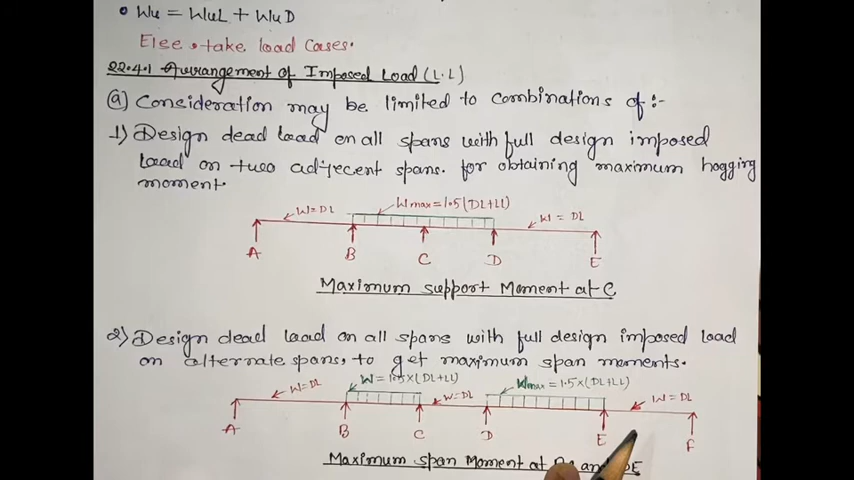 • Wu = WuL + WuD
Else, take load cases.
22.4.1 Arrangement of Imposed Load (L.L)
(a) Consideration may be limited to combinations of :-
1) Design dead load on all spans with full design imposed
load on two adjecent spans. for obtaining maximum hogging
moment.
W=DL Wmax=1.5(DL+LL) W = DL
A B C D E
Maximum support Moment at C
2) Design dead load on all spans with full design imposed load
on alternate spans, to get maximum span moments.
W=DL W=1.5×(DL+LL) W=DL Wmax=1.5×(DL+LL) W=DL
A B C D E F
Maximum span Moment at and DE